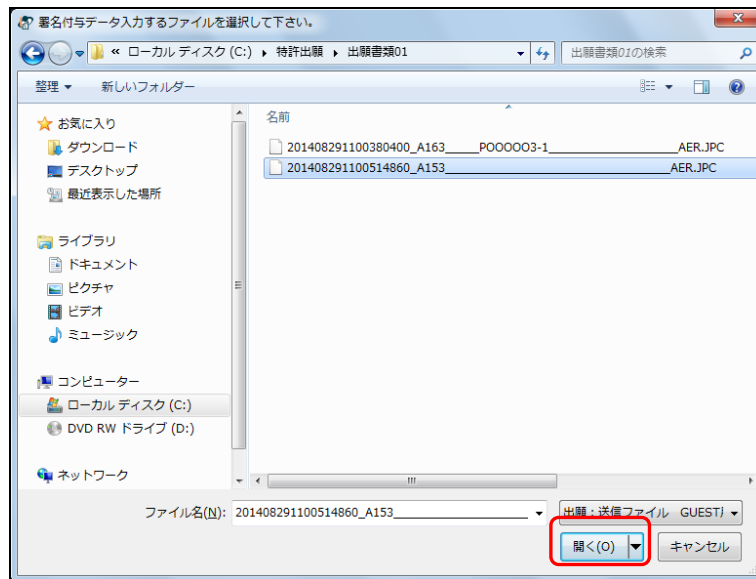 署名付与データ入力するファイルを選択して下さい。
« ローカル ディスク (C:) ▸ 特許出願 ▸ 出願書類01
出願書類01の検索
整理 新しいフォルダー
お気に入り
ダウンロード
デスクトップ
最近表示した場所
ライブラリ
ドキュメント
ピクチャ
ビデオ
ミュージック
コンピューター
ローカル ディスク (C:)
DVD RW ドライブ (D:)
ネットワーク
名前
201408291100380400_A163_____POOOOO3-1____________________AER.JPC
201408291100514860_A153___________________________________AER.JPC
ファイル名(N): 201408291100514860_A153____________________
出願：送信ファイル GUEST
開く(O)
キャンセル